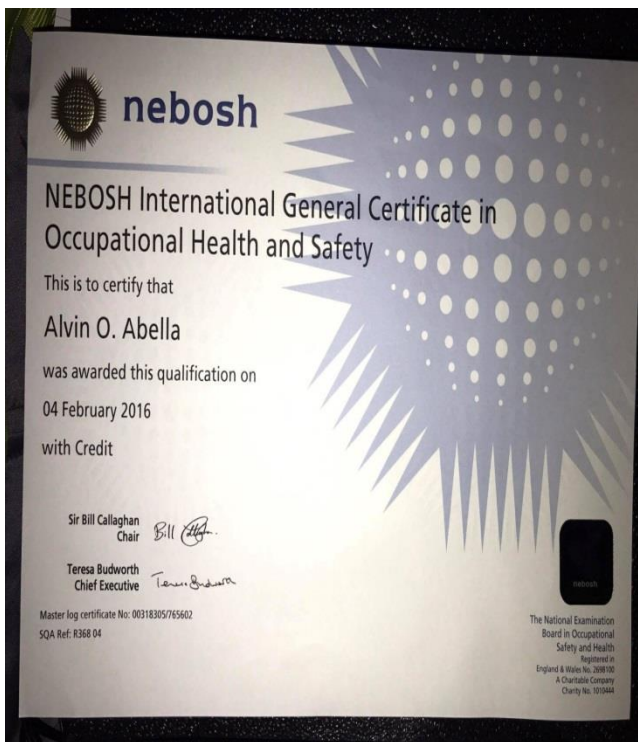 nebosh
NEBOSH International General Certificate in
Occupational Health and Safety
This is to certify that
Alvin O. Abella
was awarded this qualification on
04 February 2016
with Credit
Sir Bill Callaghan
Chair
Teresa Budworth
Chief Executive
Master log certificate No: 00318305/765602
SQA Ref: R368 04
nebosh
The National Examination
Board in Occupational
Safety and Health
Registered in
England & Wales No. 2698100
A Charitable Company
Charity No. 1010444